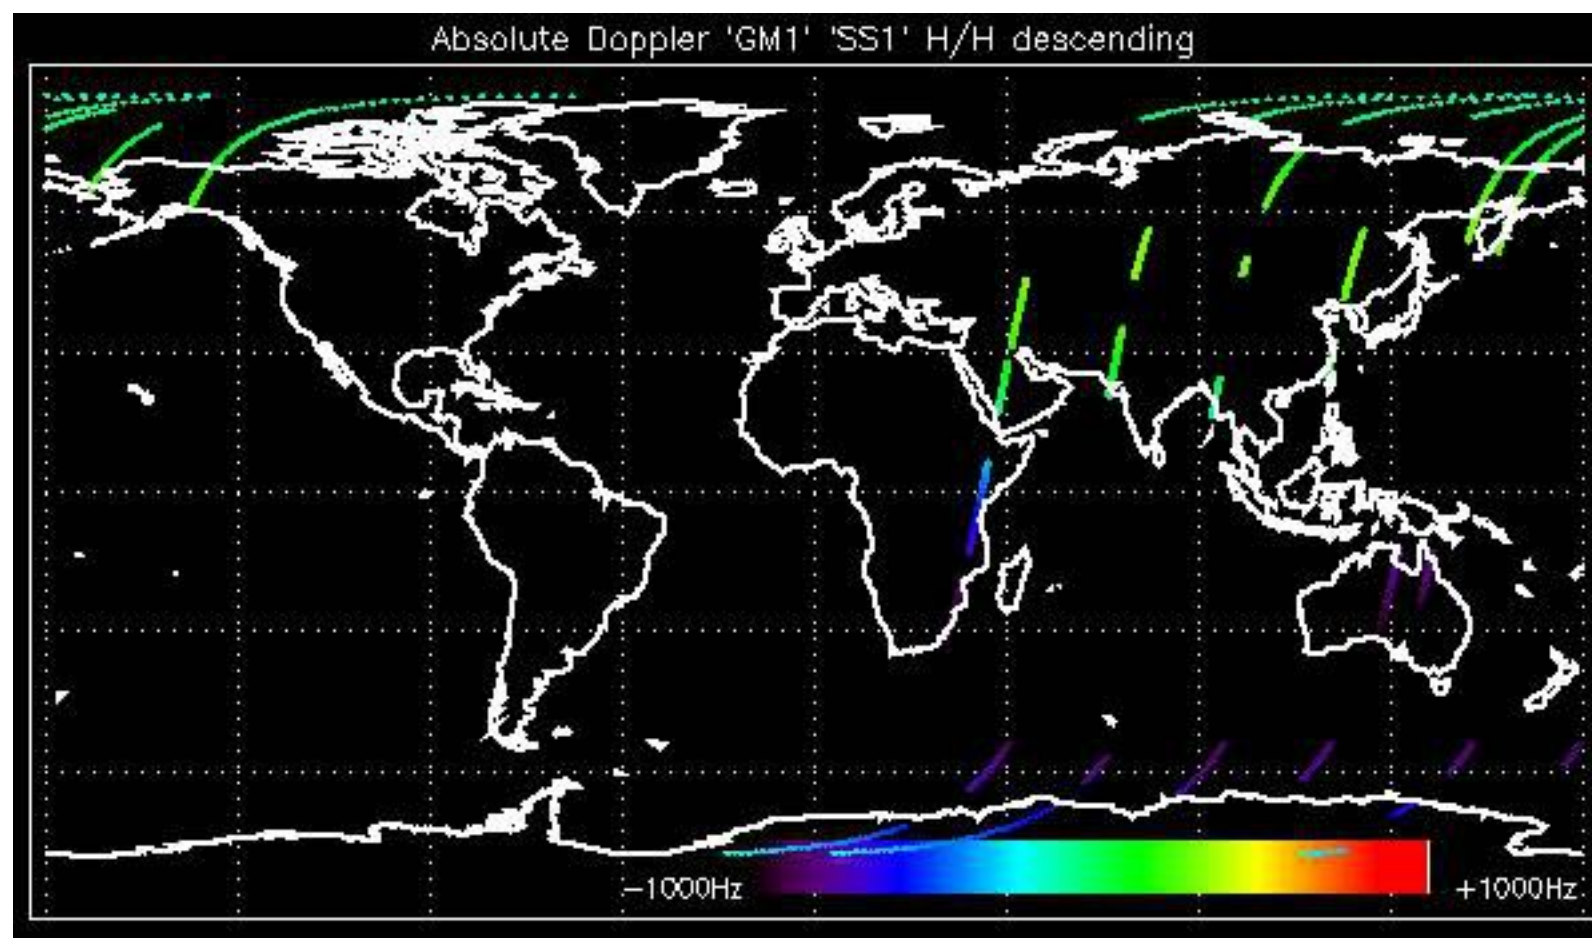 Absolute Doppler 'GM1' 'SS1' H/H descending
-1000Hz +1000Hz